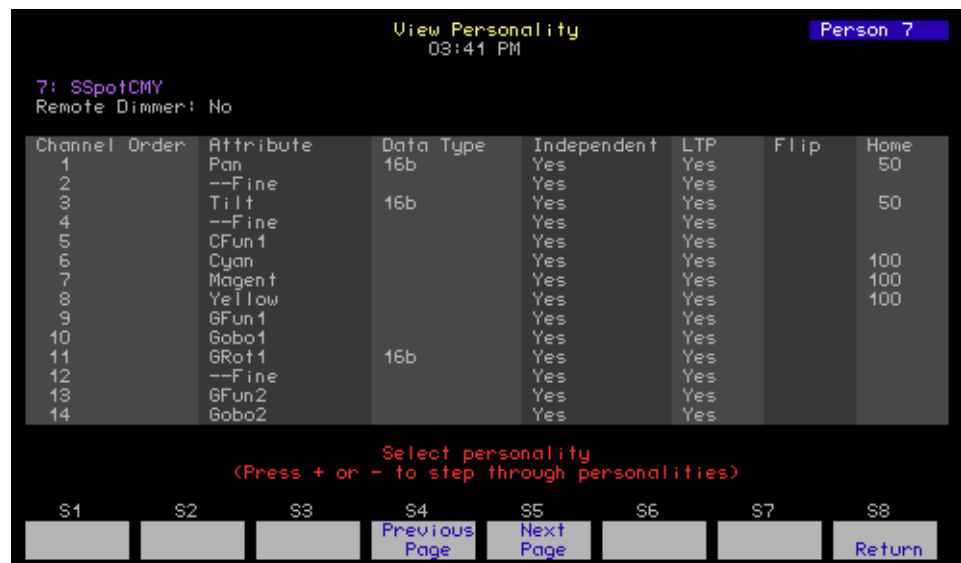 View Personality
Person 7
03:41 PM
7: SSpotCMY
Remote Dimmer: No
Channel Order Attribute Data Type Independent LTP Flip Home
1 Pan 16b Yes Yes 50
2 --Fine Yes Yes
3 Tilt 16b Yes Yes 50
4 --Fine Yes Yes
5 CFun1 Yes Yes
6 Cyan Yes Yes 100
7 Magent Yes Yes 100
8 Yellow Yes Yes 100
9 GFun1 Yes Yes
10 Gobo1 Yes Yes
11 GRot1 16b Yes Yes
12 --Fine Yes Yes
13 GFun2 Yes Yes
14 Gobo2 Yes Yes
Select personality
(Press + or - to step through personalities)
S1 S2 S3 S4 S5 S6 S7 S8
Previous Page
Next Page
Return